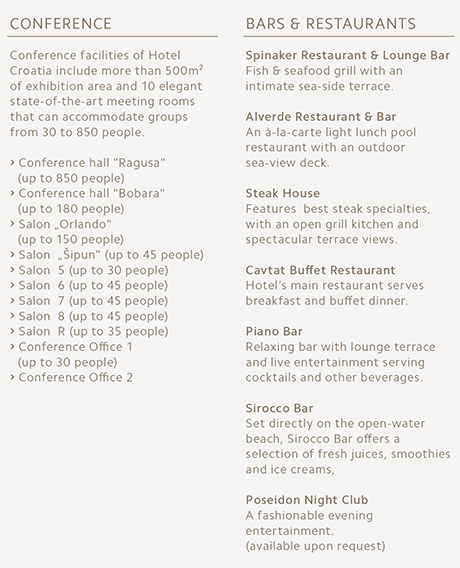 CONFERENCE
Conference facilities of Hotel
Croatia include more than 500m²
of exhibition area and 10 elegant
state-of-the-art meeting rooms
that can accommodate groups
from 30 to 850 people.
› Conference hall "Ragusa"
(up to 850 people)
› Conference hall "Bobara"
(up to 180 people)
› Salon „Orlando"
(up to 150 people)
› Salon „Šipun" (up to 45 people)
› Salon 5 (up to 30 people)
› Salon 6 (up to 45 people)
› Salon 7 (up to 45 people)
› Salon 8 (up to 45 people)
› Salon R (up to 35 people)
› Conference Office 1
(up to 30 people)
› Conference Office 2
BARS & RESTAURANTS
Spinaker Restaurant & Lounge Bar
Fish & seafood grill with an
intimate sea-side terrace.
Alverde Restaurant & Bar
An à-la-carte light lunch pool
restaurant with an outdoor
sea-view deck.
Steak House
Features best steak specialties,
with an open grill kitchen and
spectacular terrace views.
Cavtat Buffet Restaurant
Hotel's main restaurant serves
breakfast and buffet dinner.
Piano Bar
Relaxing bar with lounge terrace
and live entertainment serving
cocktails and other beverages.
Sirocco Bar
Set directly on the open-water
beach, Sirocco Bar offers a
selection of fresh juices, smoothies
and ice creams,
Poseidon Night Club
A fashionable evening
entertainment.
(available upon request)